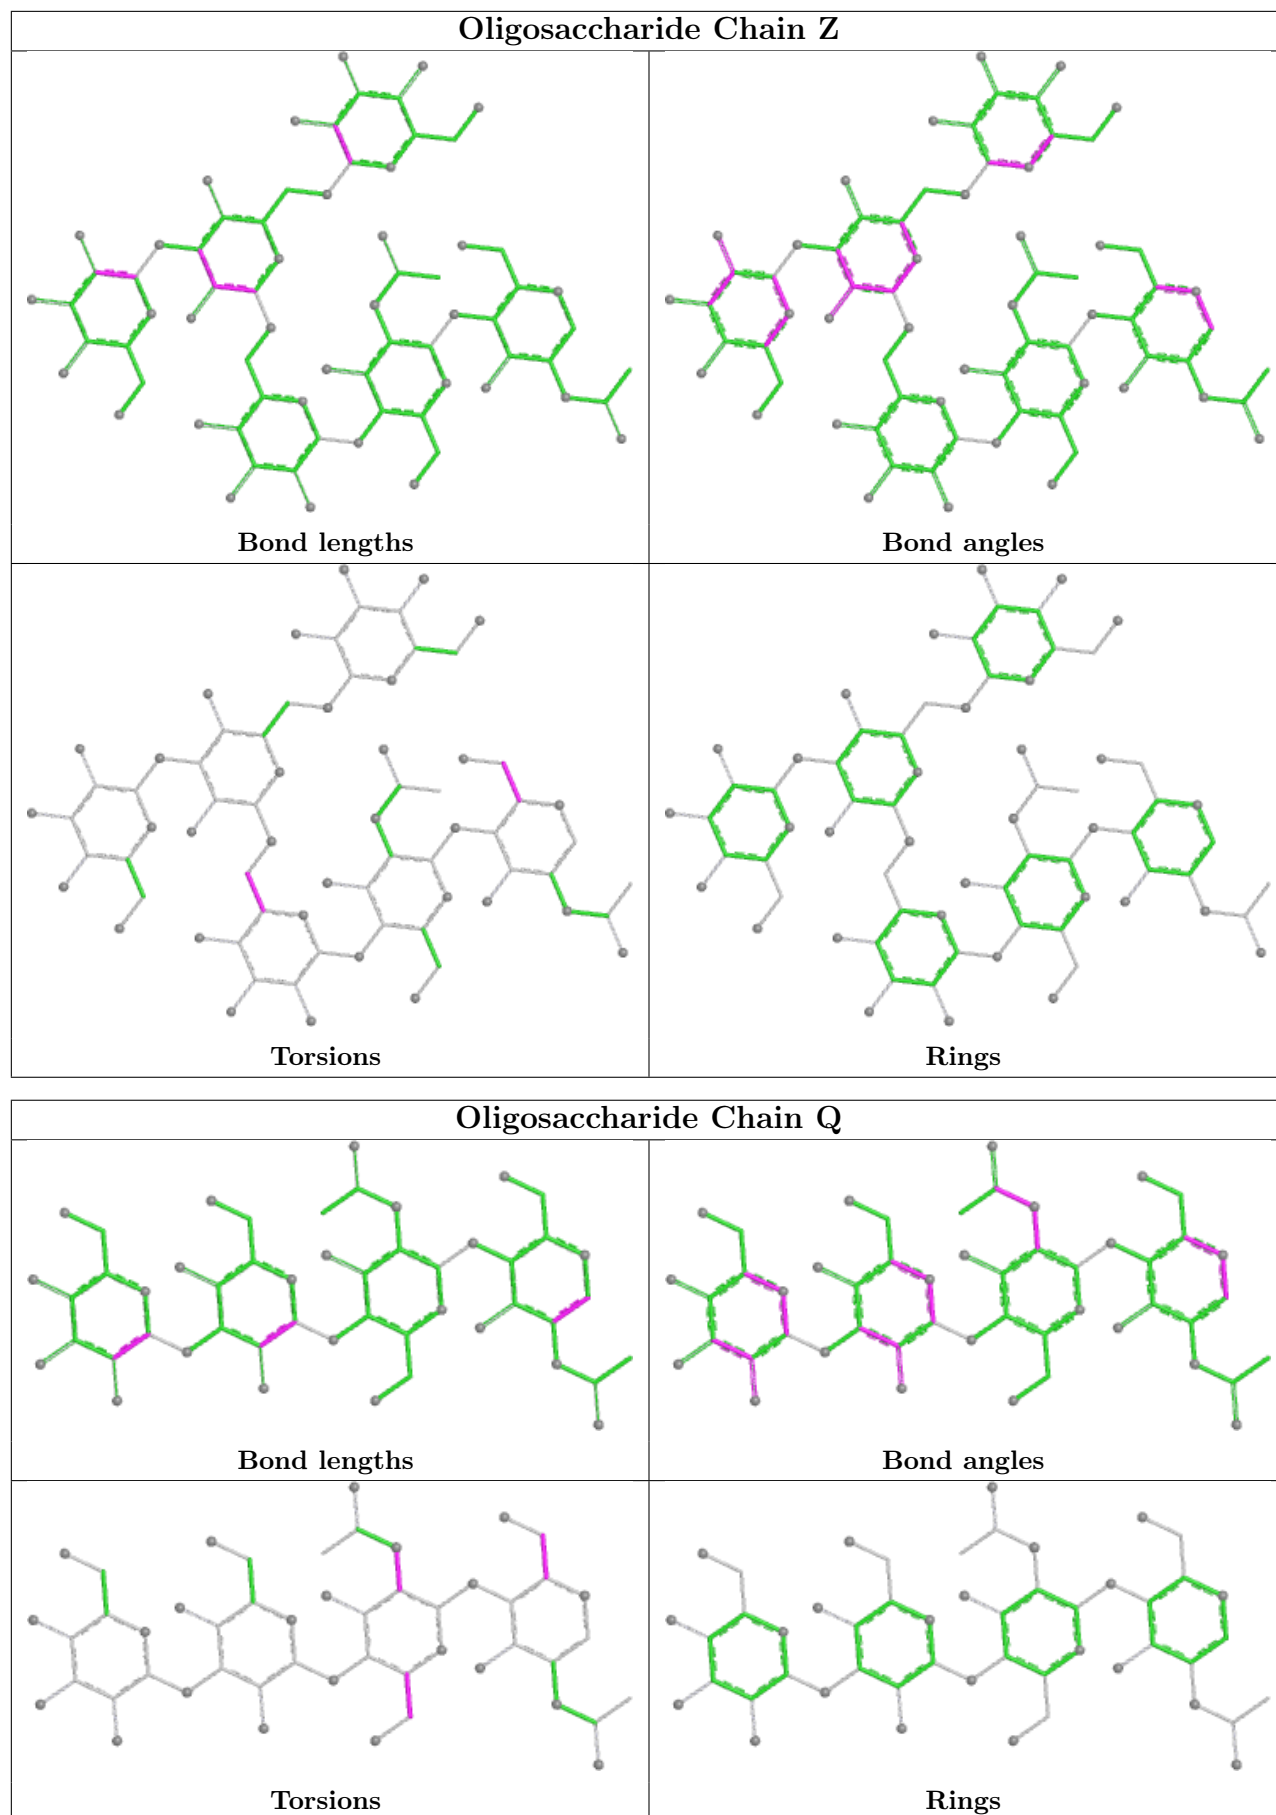 Oligosaccharide Chain Z
Bond lengths
Bond angles
Torsions
Rings
Oligosaccharide Chain Q
Bond lengths
Bond angles
Torsions
Rings